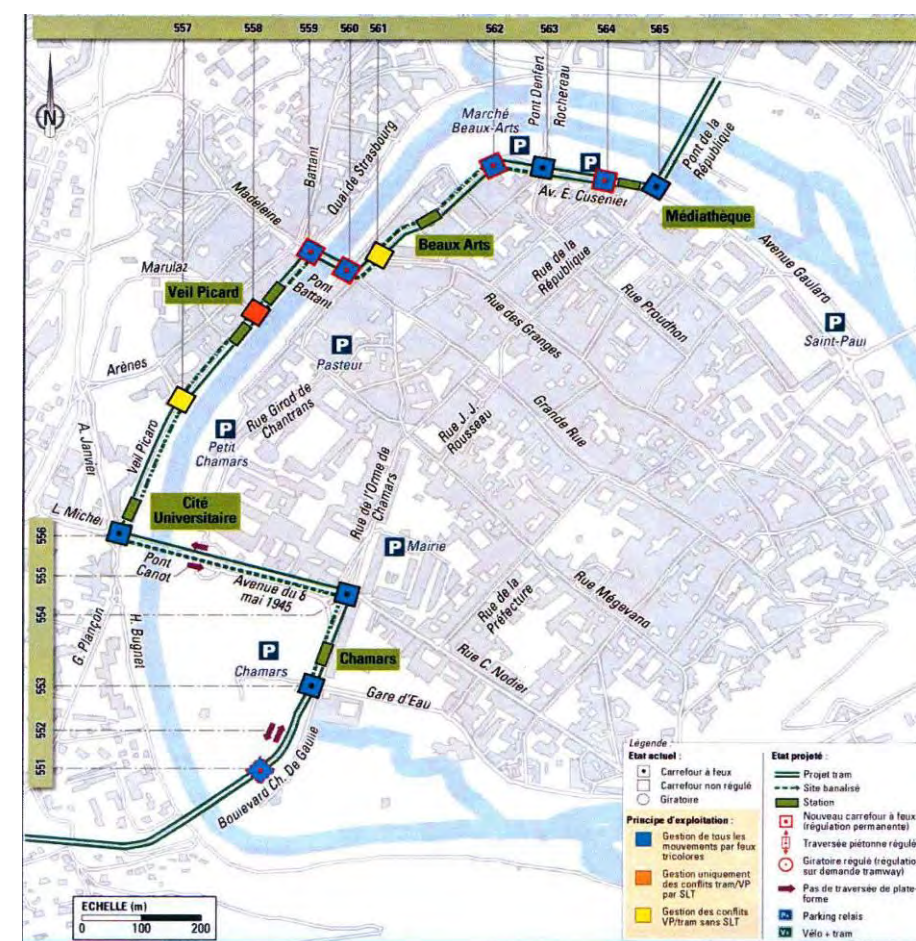 557
558
559
560
561
562
563
564
565
N
Marché
Beaux-Arts
P
Pont Denfert
Rochereau
P
Pont de la
République
Battant
Quai de Strasbourg
Madeleine
Av. E. Cusenier
Médiathèque
Beaux Arts
Marulaz
Veil Picard
Pont
Battant
Rue de la
République
Avenue Gaulard
Rue Proudhon
Rue des Granges
P
Saint-Paul
P
Pasteur
Arènes
Rue Girod de
Chantrans
Rue J. J.
Rousseau
Grande Rue
A. Janvier
Veil Picard
P
Petit
Chamars
Rue de l'Orme de
Chamars
L. Michel
Cité
Universitaire
P Mairie
556
555
554
553
552
551
Pont
Canot
Avenue du 8
mai 1945
Rue de la
Préfecture
Rue Mégevand
G. Plançon
H. Bugnet
P
Chamars
Chamars
Rue C. Nodier
Gare d'Eau
Boulevard Ch. De Gaulle
Légende :
Etat actuel :
Carrefour à feux
Carrefour non régulé
Giratoire
Principe d'exploitation :
Gestion de tous les
mouvements par feux
tricolores
Gestion uniquement
des conflits tram/VP
par SLT
Gestion des conflits
VP/tram sans SLT
Etat projeté :
Projet tram
Site banalisé
Station
Nouveau carrefour à feux
(régulation permanente)
Traversée piétonne régulé
Giratoire régulé (régulatio
sur demande tramway)
Pas de traversée de plate-
forme
Parking relais
Vélo + tram
ECHELLE (m)
0 100 200